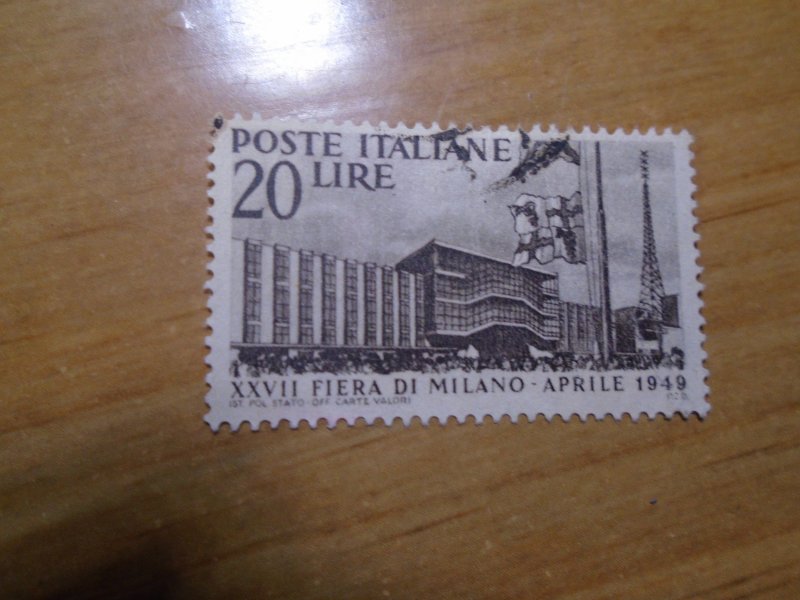 POSTE ITALIANE
20 LIRE
XXVII FIERA DI MILANO - APRILE 1949
IST. POL. STATO - OFF. CARTE VALORI